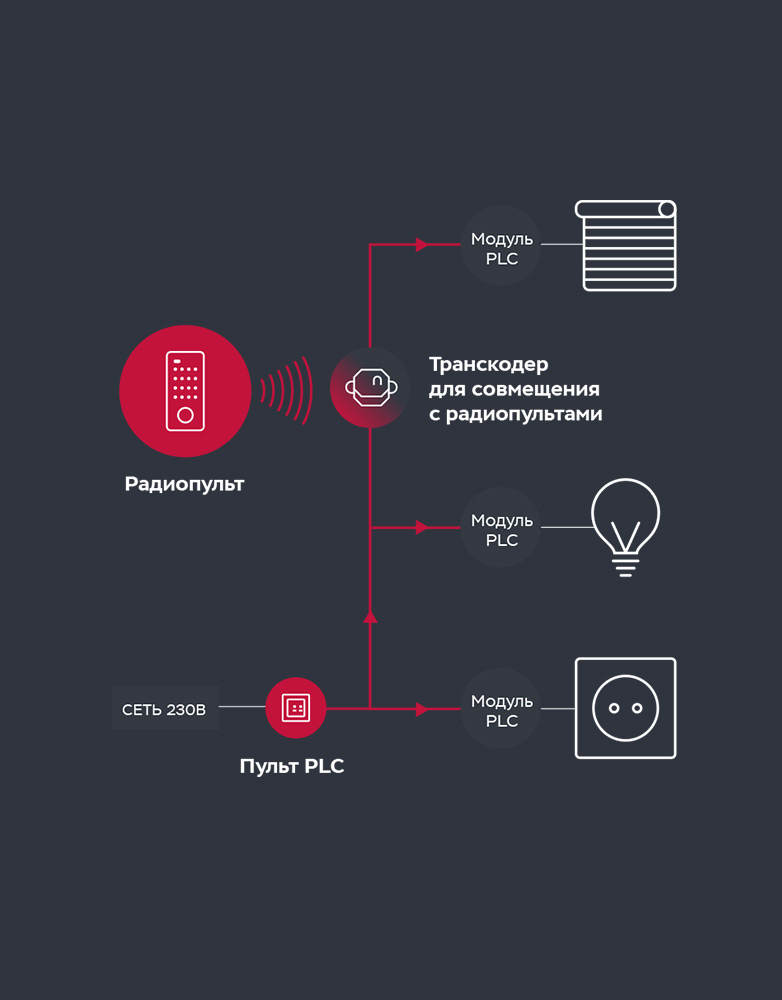 Модуль
PLC
Транскодер
для совмещения
с радиопультами
Радиопульт
Модуль
PLC
СЕТЬ 230В
Модуль
PLC
Пульт PLC